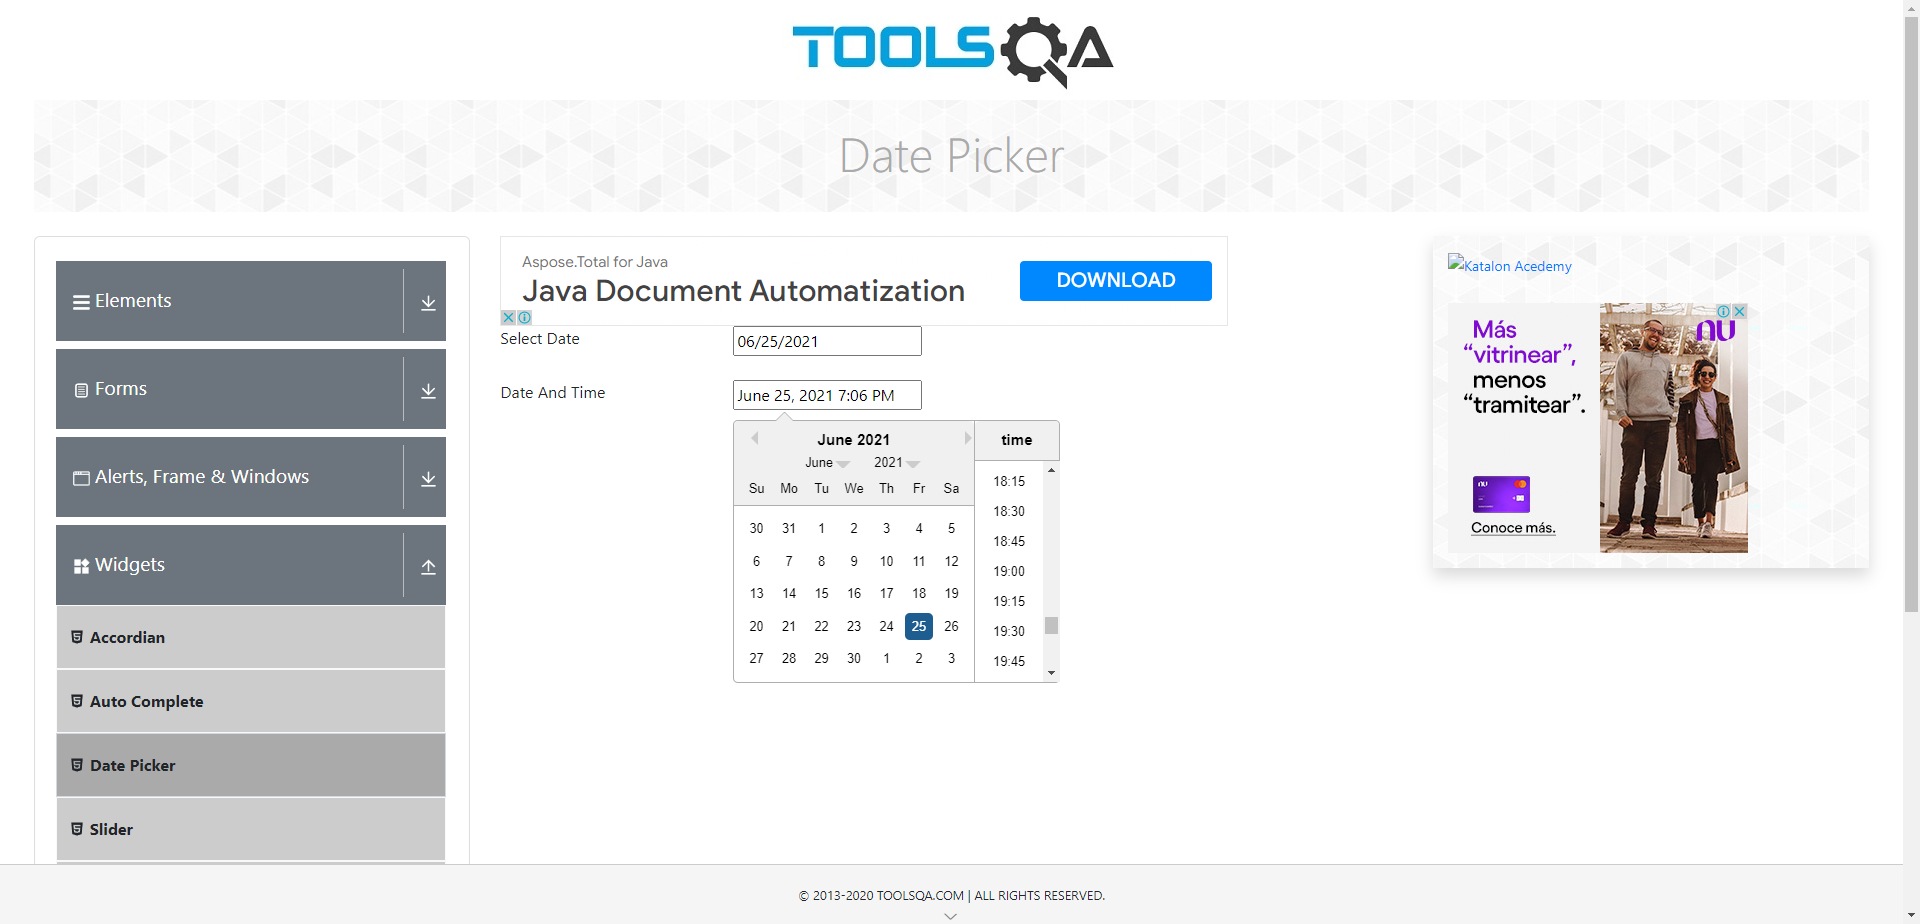 TOOLSQA
Date Picker
Elements
Forms
Alerts, Frame & Windows
Widgets
Accordian
Auto Complete
Date Picker
Slider
Aspose.Total for Java
Java Document Automatization
DOWNLOAD
Select Date
06/25/2021
Date And Time
June 25, 2021 7:06 PM
June 2021
June 2021
Su Mo Tu We Th Fr Sa
30 31 1 2 3 4 5
6 7 8 9 10 11 12
13 14 15 16 17 18 19
20 21 22 23 24 25 26
27 28 29 30 1 2 3
time
18:15
18:30
18:45
19:00
19:15
19:30
19:45
Katalon Acedemy
Más
“vitrinear”,
menos
“tramitear”.
nu
nu
Conoce más.
© 2013-2020 TOOLSQA.COM | ALL RIGHTS RESERVED.